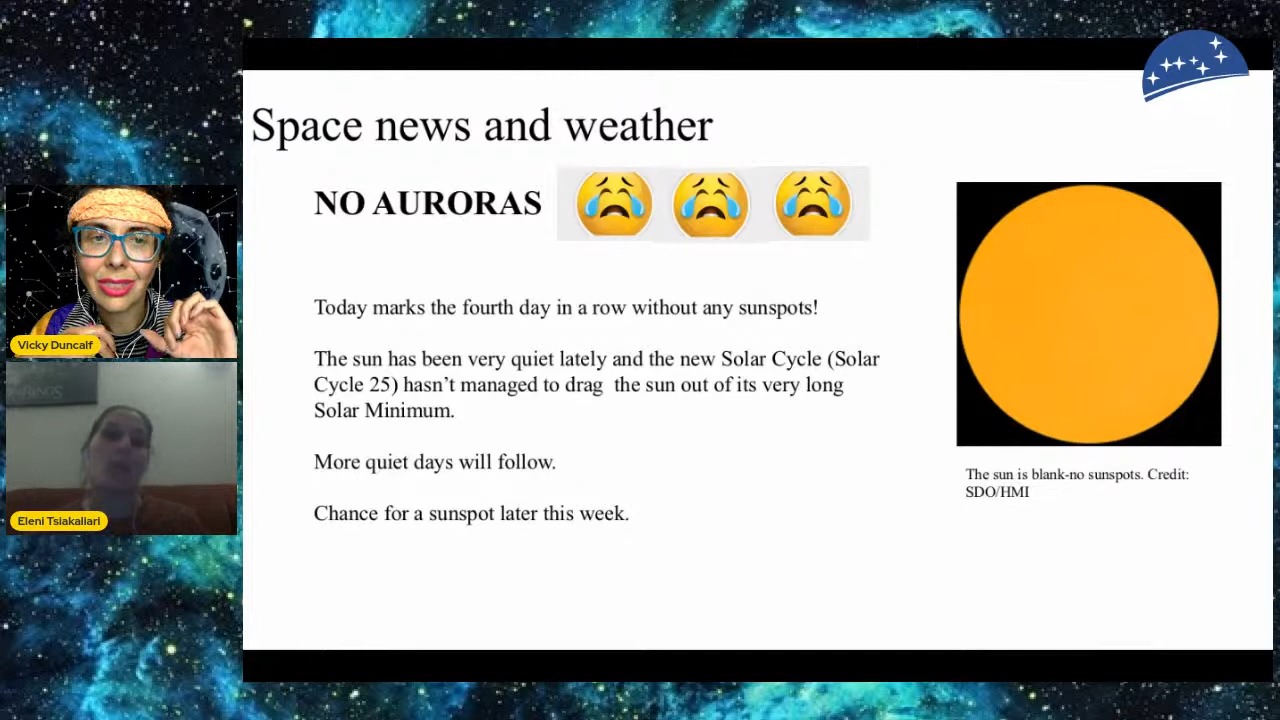 Space news and weather
NO AURORAS
Today marks the fourth day in a row without any sunspots!
The sun has been very quiet lately and the new Solar Cycle (Solar
Cycle 25) hasn't managed to drag  the sun out of its very long
Solar Minimum.
More quiet days will follow.
Chance for a sunspot later this week.
The sun is blank-no sunspots. Credit:
SDO/HMI
Vicky Duncalf
Eleni Tsiakaliari